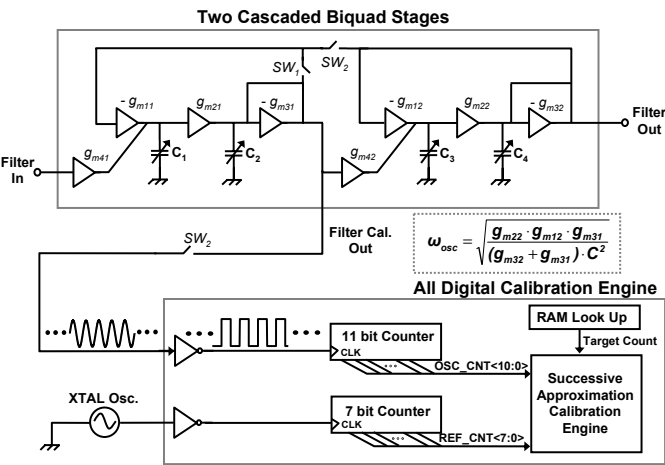 Two Cascaded Biquad Stages
SW1
SW2
- gm11
gm21
- gm31
- gm12
gm22
- gm32
Filter In
gm41
C1
C2
gm42
C3
C4
Filter Out
SW2
Filter Cal. Out
ωosc = √(gm22 · gm12 · gm31 / (gm32 + gm31) · C²)
All Digital Calibration Engine
RAM Look Up
Target Count
11 bit Counter
CLK
OSC_CNT<10:0>
XTAL Osc.
7 bit Counter
CLK
REF_CNT<7:0>
Successive
Approximation
Calibration
Engine